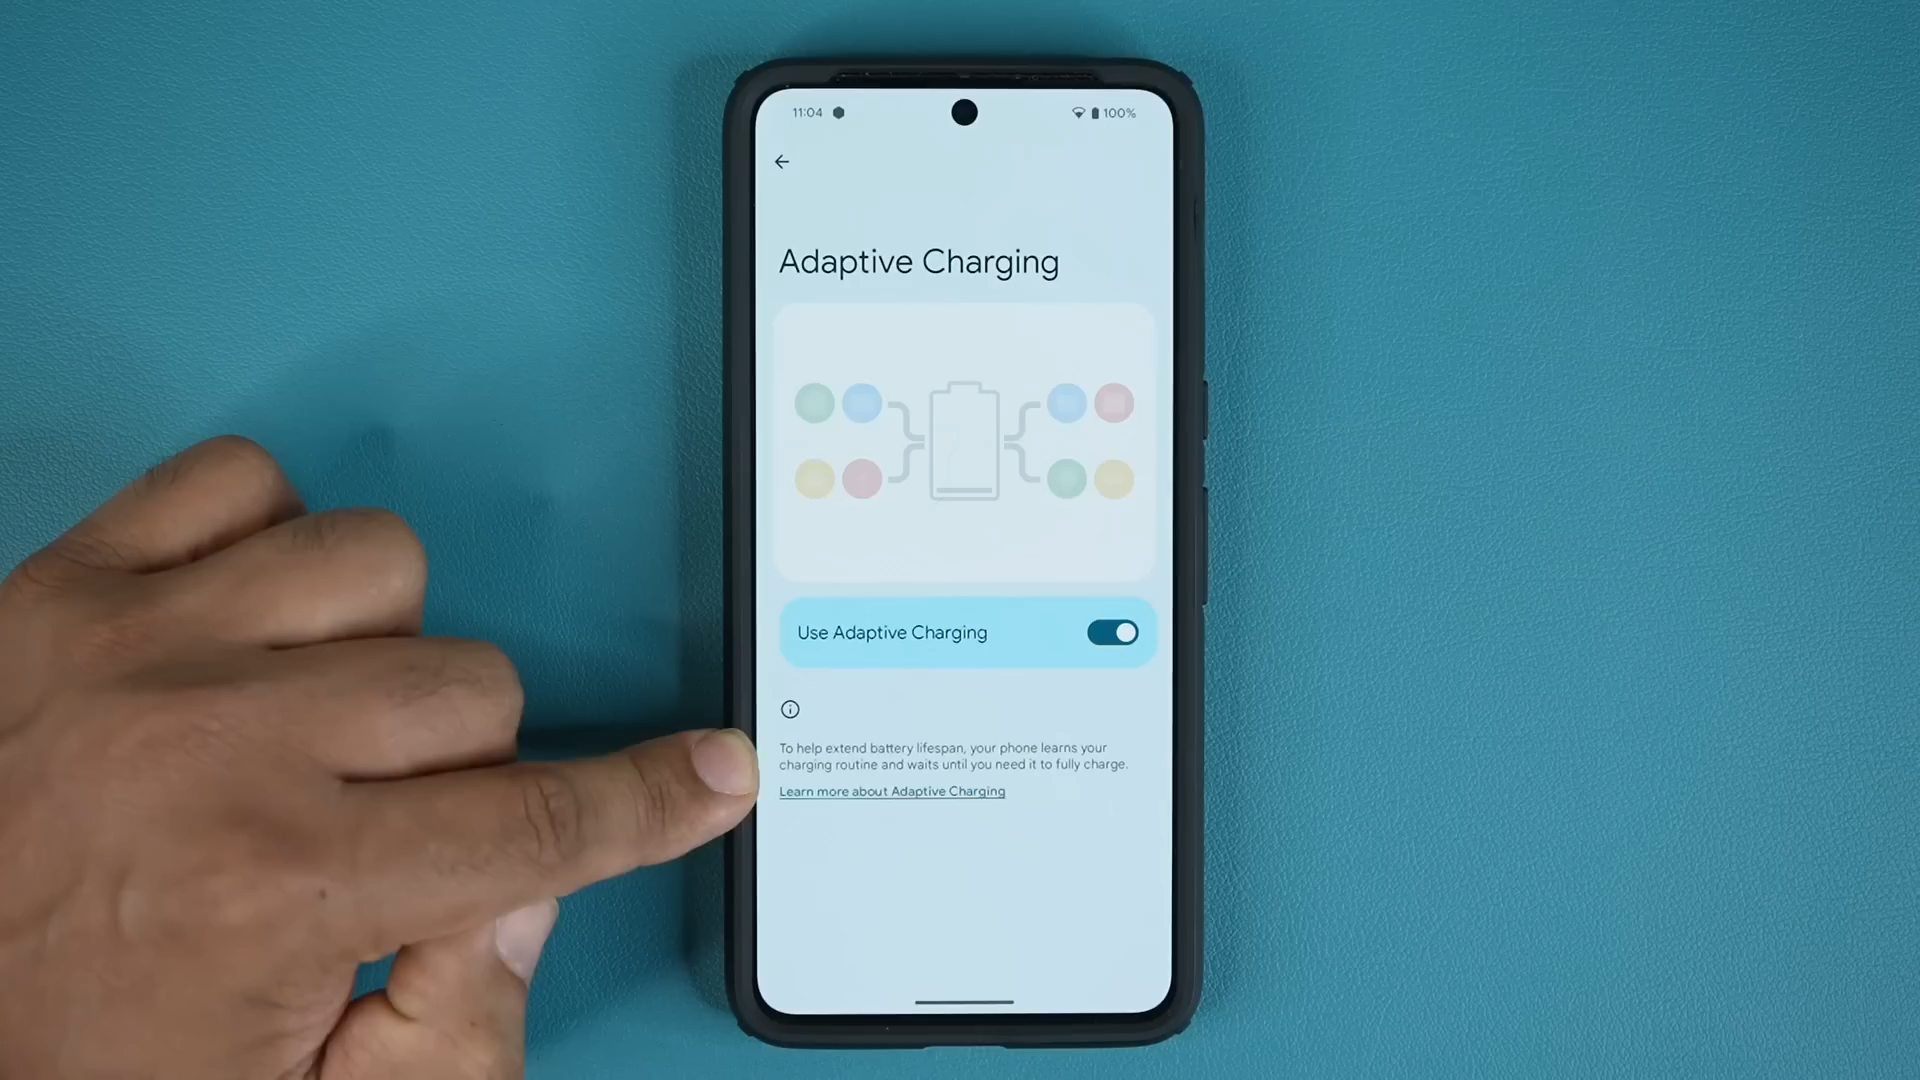 11:04
100%
Adaptive Charging
Use Adaptive Charging
To help extend battery lifespan, your phone learns your
charging routine and waits until you need it to fully charge.
Learn more about Adaptive Charging